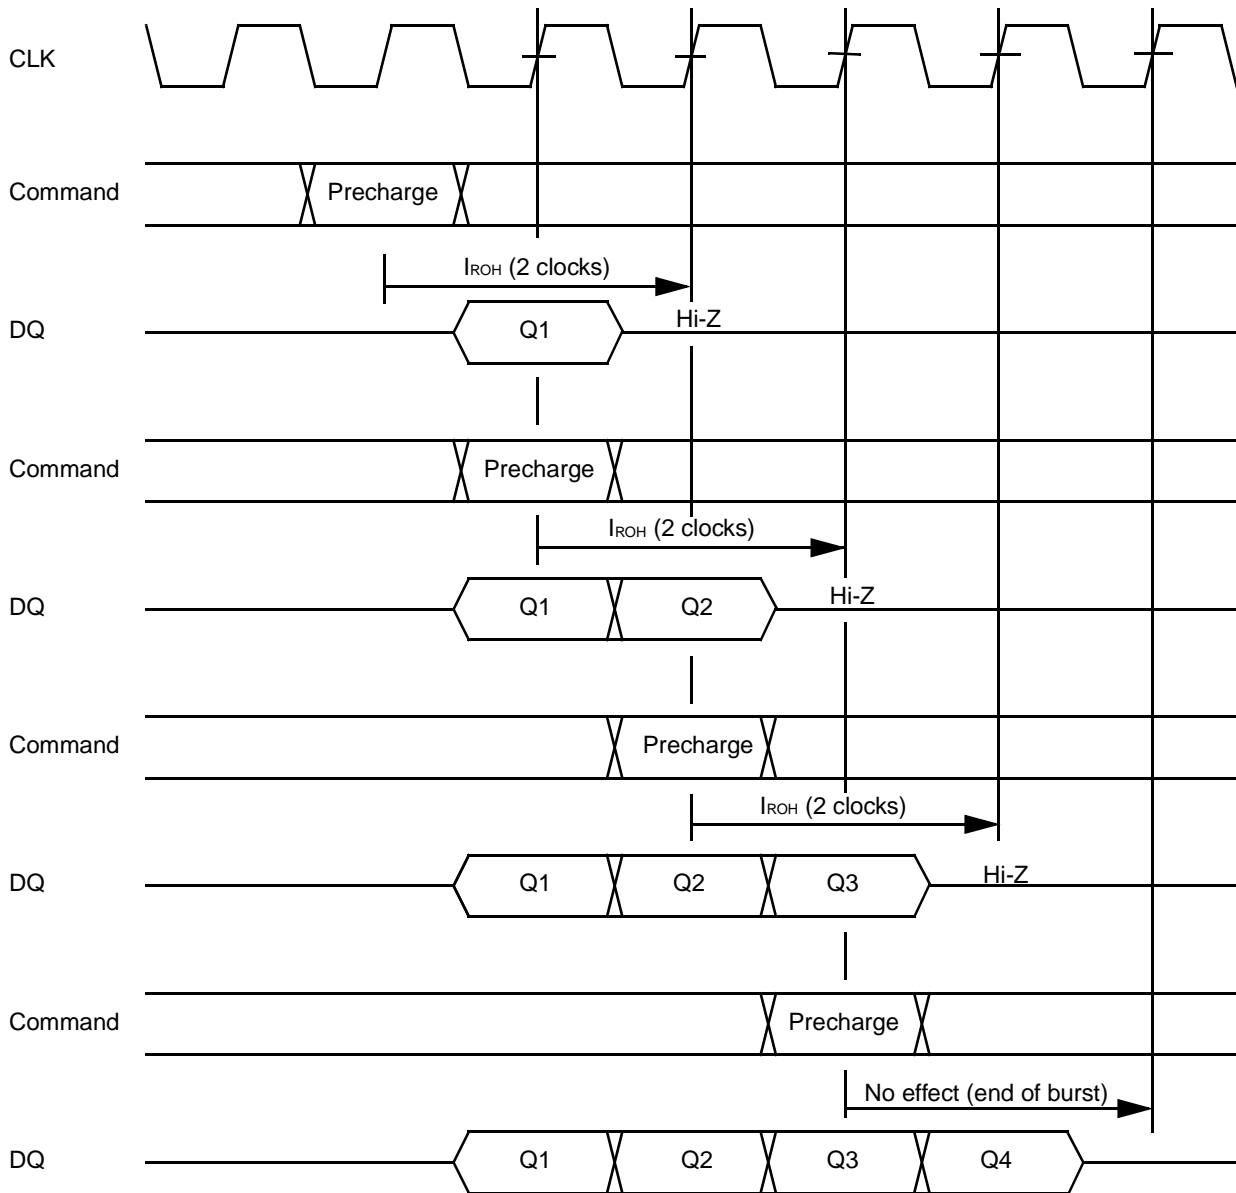 CLK
Command Precharge
IROH (2 clocks)
DQ Q1 Hi-Z
Command Precharge
IROH (2 clocks)
DQ Q1 Q2 Hi-Z
Command Precharge
IROH (2 clocks)
DQ Q1 Q2 Q3 Hi-Z
Command Precharge
No effect (end of burst)
DQ Q1 Q2 Q3 Q4